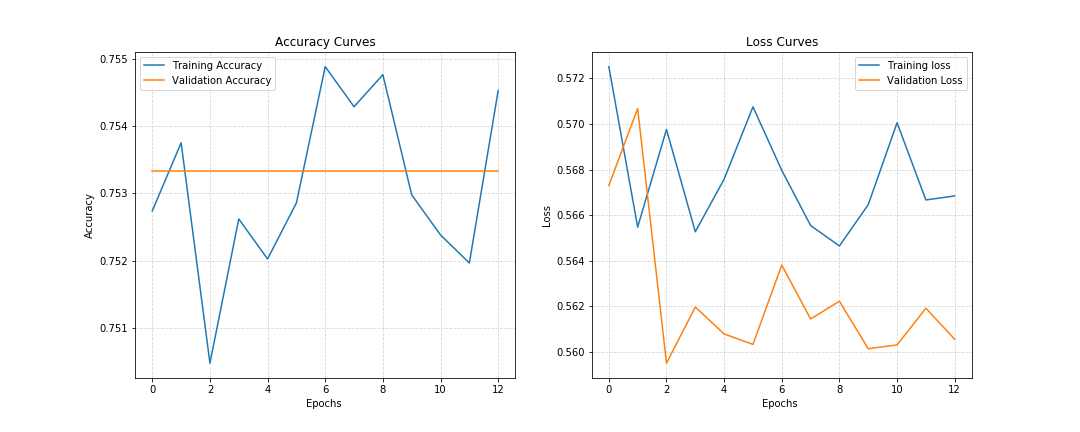 Accuracy Curves
Training Accuracy
Validation Accuracy
0.755
0.754
0.753
0.752
0.751
Accuracy
0 2 4 6 8 10 12
Epochs
Loss Curves
Training loss
Validation Loss
0.572
0.570
0.568
0.566
0.564
0.562
0.560
Loss
0 2 4 6 8 10 12
Epochs